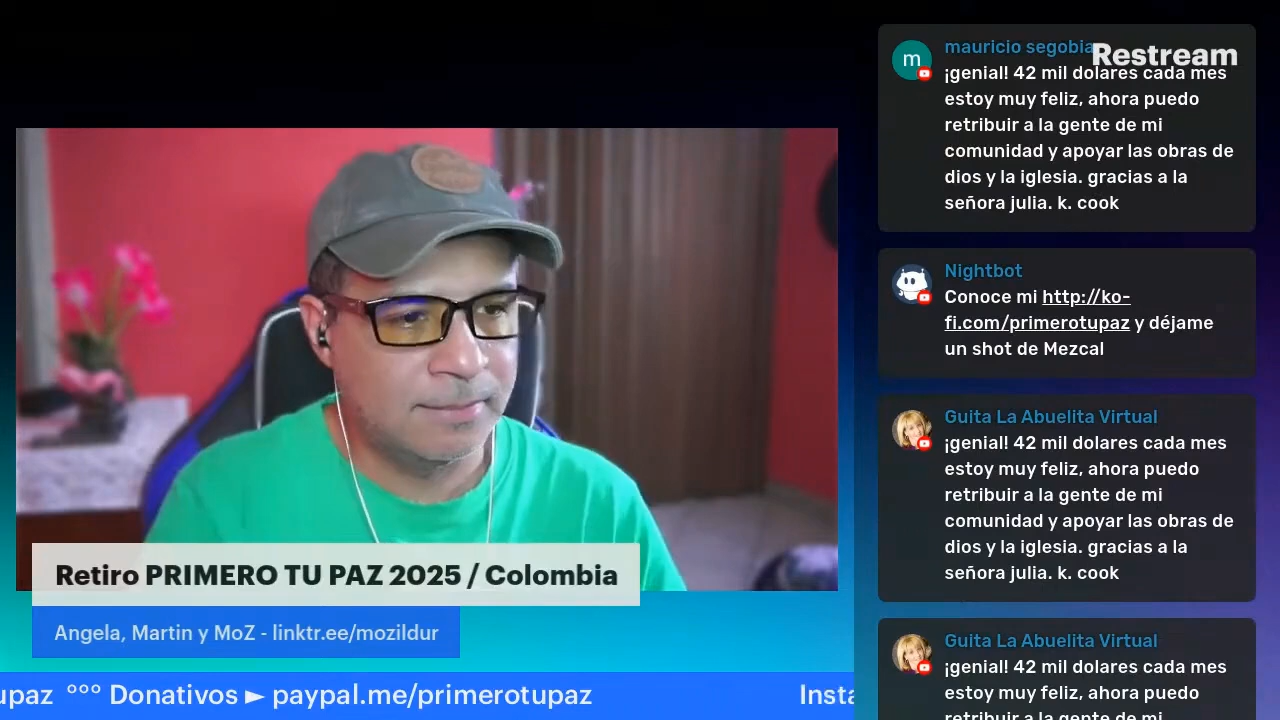 Restream
mauricio segobia
m
¡genial! 42 mil dolares cada mes
estoy muy feliz, ahora puedo
retribuir a la gente de mi
comunidad y apoyar las obras de
dios y la iglesia. gracias a la
señora julia. k. cook
Nightbot
Conoce mi http://ko-
fi.com/primerotupaz y déjame
un shot de Mezcal
Guita La Abuelita Virtual
¡genial! 42 mil dolares cada mes
estoy muy feliz, ahora puedo
retribuir a la gente de mi
comunidad y apoyar las obras de
dios y la iglesia. gracias a la
señora julia. k. cook
Guita La Abuelita Virtual
¡genial! 42 mil dolares cada mes
estoy muy feliz, ahora puedo
retribuir a la gente de mi
Retiro PRIMERO TU PAZ 2025 / Colombia
Angela, Martin y MoZ - linktr.ee/mozildur
upaz °°° Donativos ► paypal.me/primerotupaz Insta